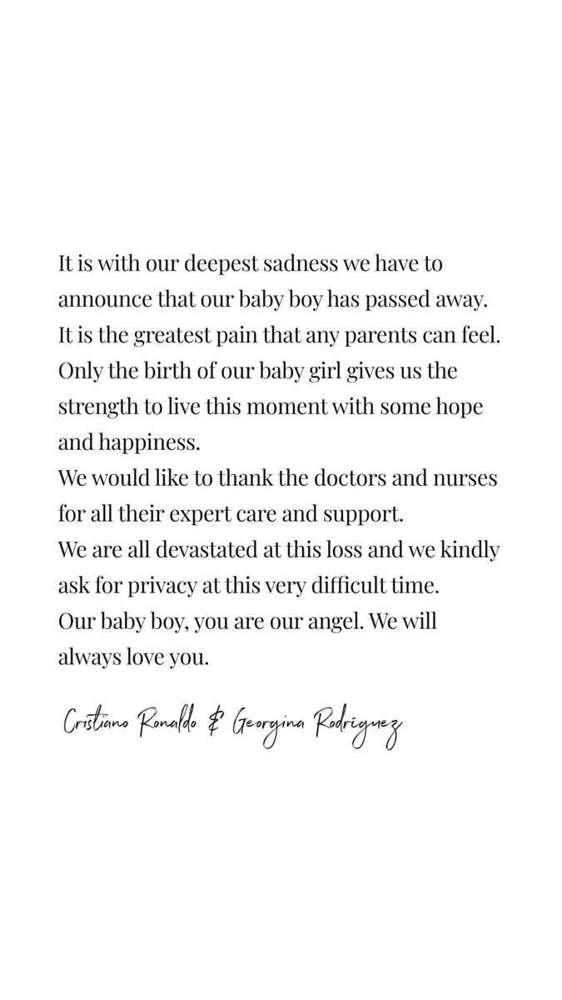 It is with our deepest sadness we have to
announce that our baby boy has passed away.
It is the greatest pain that any parents can feel.
Only the birth of our baby girl gives us the
strength to live this moment with some hope
and happiness.
We would like to thank the doctors and nurses
for all their expert care and support.
We are all devastated at this loss and we kindly
ask for privacy at this very difficult time.
Our baby boy, you are our angel. We will
always love you.
Cristiano Ronaldo & Georgina Rodríguez